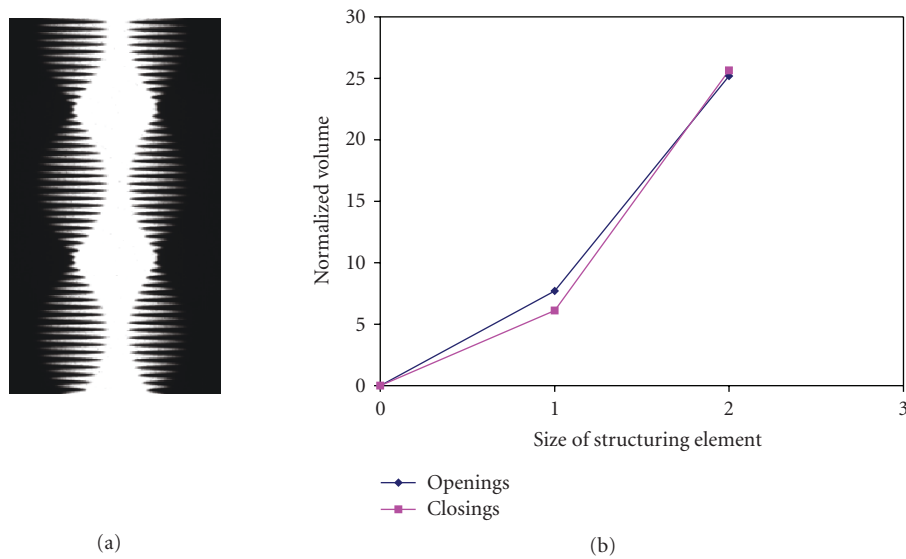 30
25
20
15
10
5
0
Normalized volume
0 1 2 3
Size of structuring element
Openings
Closings
(a)
(b)